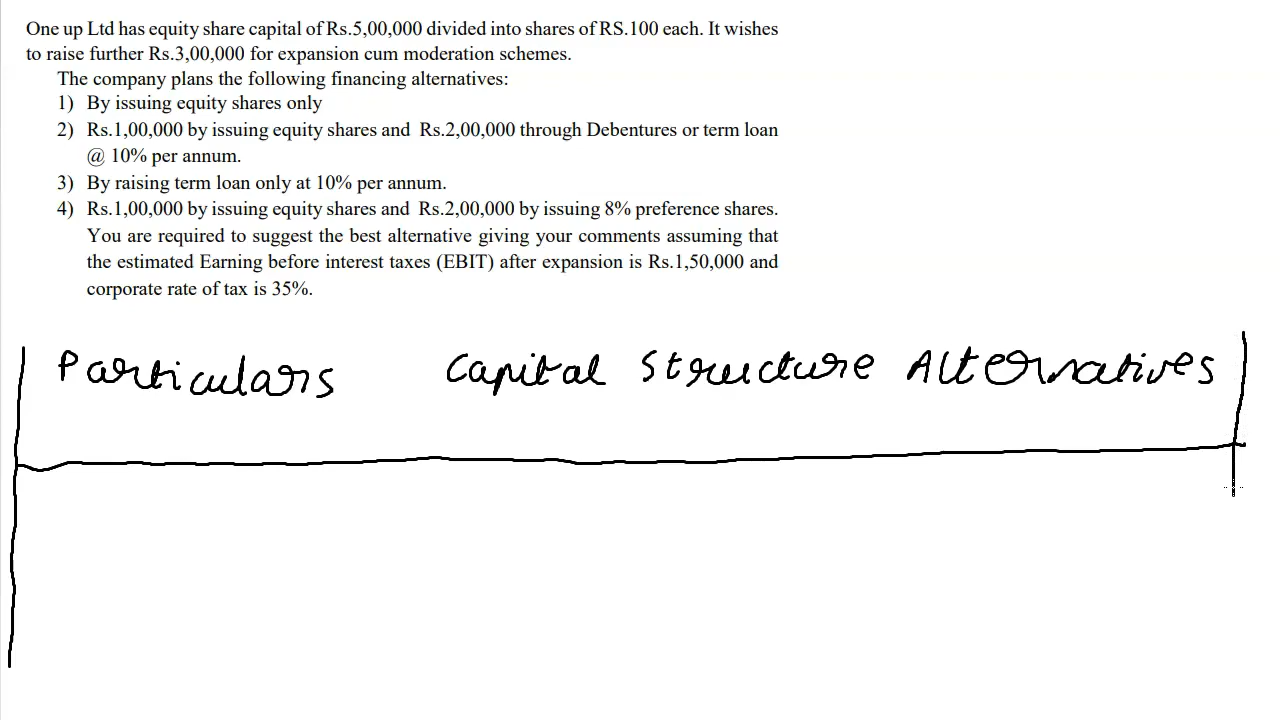 One up Ltd has equity share capital of Rs.5,00,000 divided into shares of RS.100 each. It wishes
to raise further Rs.3,00,000 for expansion cum moderation schemes.
The company plans the following financing alternatives:
1) By issuing equity shares only
2) Rs.1,00,000 by issuing equity shares and Rs.2,00,000 through Debentures or term loan
@ 10% per annum.
3) By raising term loan only at 10% per annum.
4) Rs.1,00,000 by issuing equity shares and Rs.2,00,000 by issuing 8% preference shares.
You are required to suggest the best alternative giving your comments assuming that
the estimated Earning before interest taxes (EBIT) after expansion is Rs.1,50,000 and
corporate rate of tax is 35%.
Particulars Capital Structure Alternatives